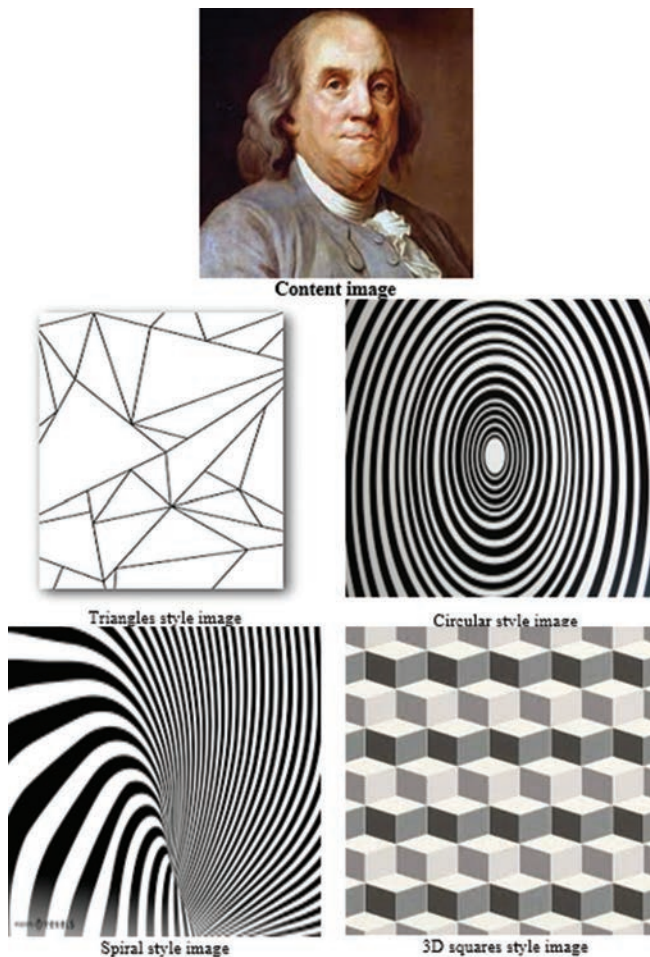 Content image
Triangles style image
Circular style image
Spiral style image
3D squares style image